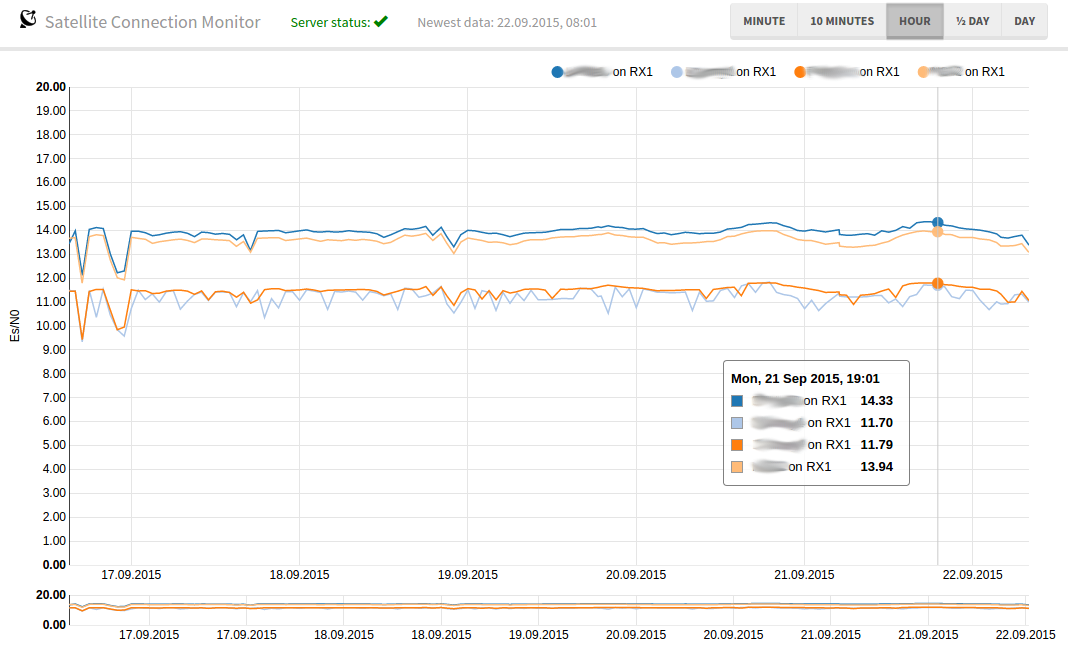 Satellite Connection Monitor Server status: Newest data: 22.09.2015, 08:01 MINUTE 10 MINUTES HOUR ½ DAY DAY
on RX1 on RX1 on RX1 on RX1
20.00
19.00
18.00
17.00
16.00
15.00
14.00
13.00
12.00
11.00
10.00
9.00
8.00
7.00
6.00
5.00
4.00
3.00
2.00
1.00
0.00
Es/N0
Mon, 21 Sep 2015, 19:01
on RX1 14.33
on RX1 11.70
on RX1 11.79
on RX1 13.94
17.09.2015 18.09.2015 19.09.2015 20.09.2015 21.09.2015 22.09.2015
20.00
0.00
17.09.2015 17.09.2015 18.09.2015 18.09.2015 19.09.2015 20.09.2015 20.09.2015 21.09.2015 21.09.2015 22.09.2015